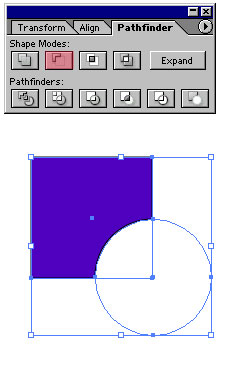 Transform Align Pathfinder
Shape Modes:
Expand
Pathfinders: